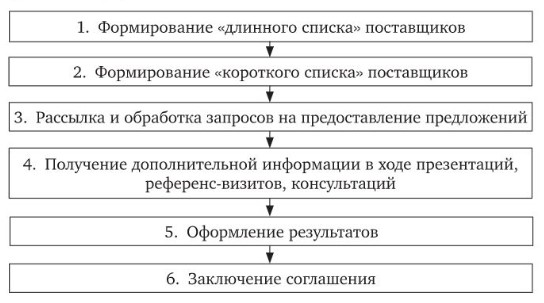 1. Формирование «длинного списка» поставщиков
2. Формирование «короткого списка» поставщиков
3. Рассылка и обработка запросов на предоставление предложений
4. Получение дополнительной информации в ходе презентаций,
референс-визитов, консультаций
5. Оформление результатов
6. Заключение соглашения